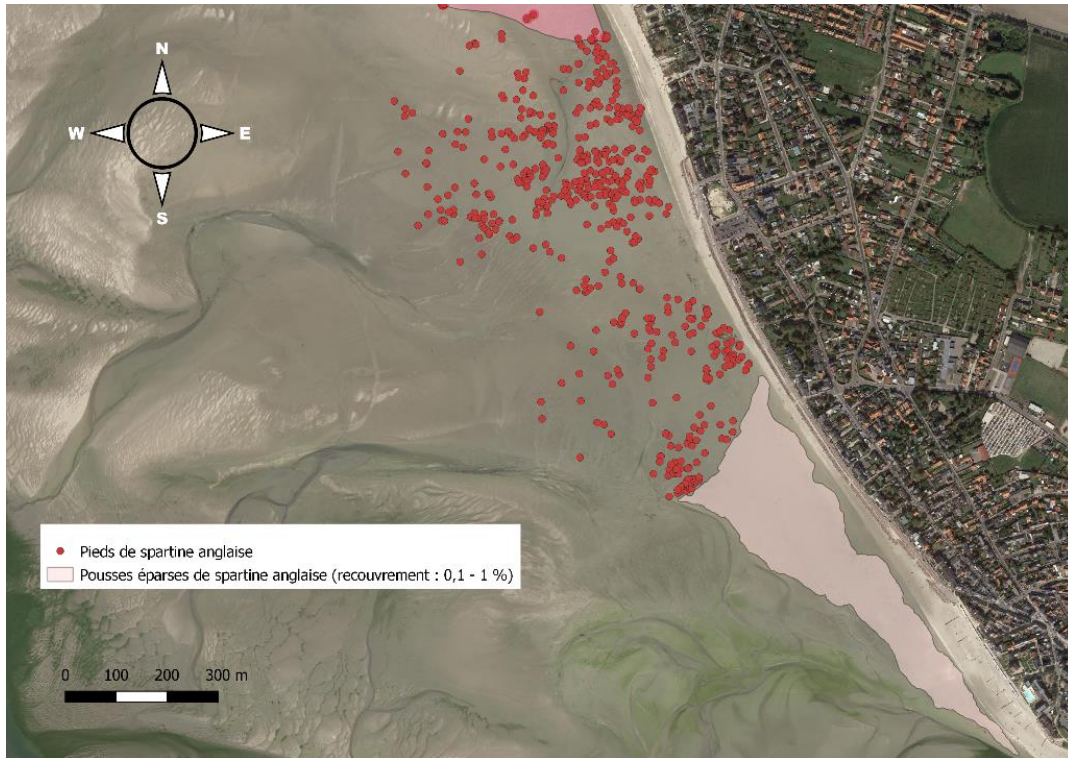 N
W E
S
Pieds de spartine anglaise
Pousses éparses de spartine anglaise (recouvrement : 0,1 - 1 %)
0 100 200 300 m